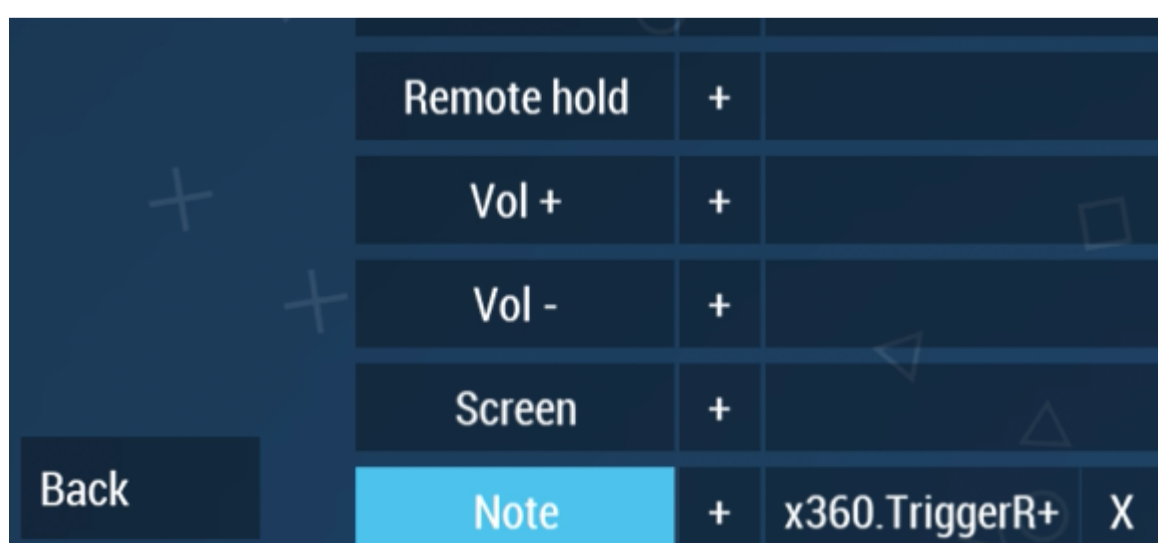 Remote hold +
Vol + +
Vol - +
Screen +
Back
Note + x360.TriggerR+ X